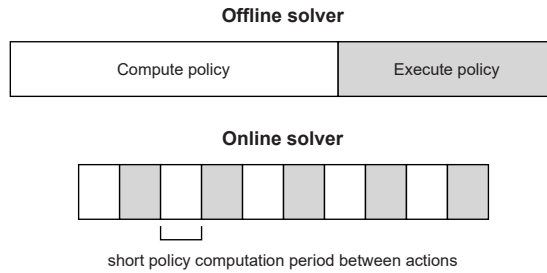 Offline solver
Compute policy
Execute policy
Online solver
short policy computation period between actions